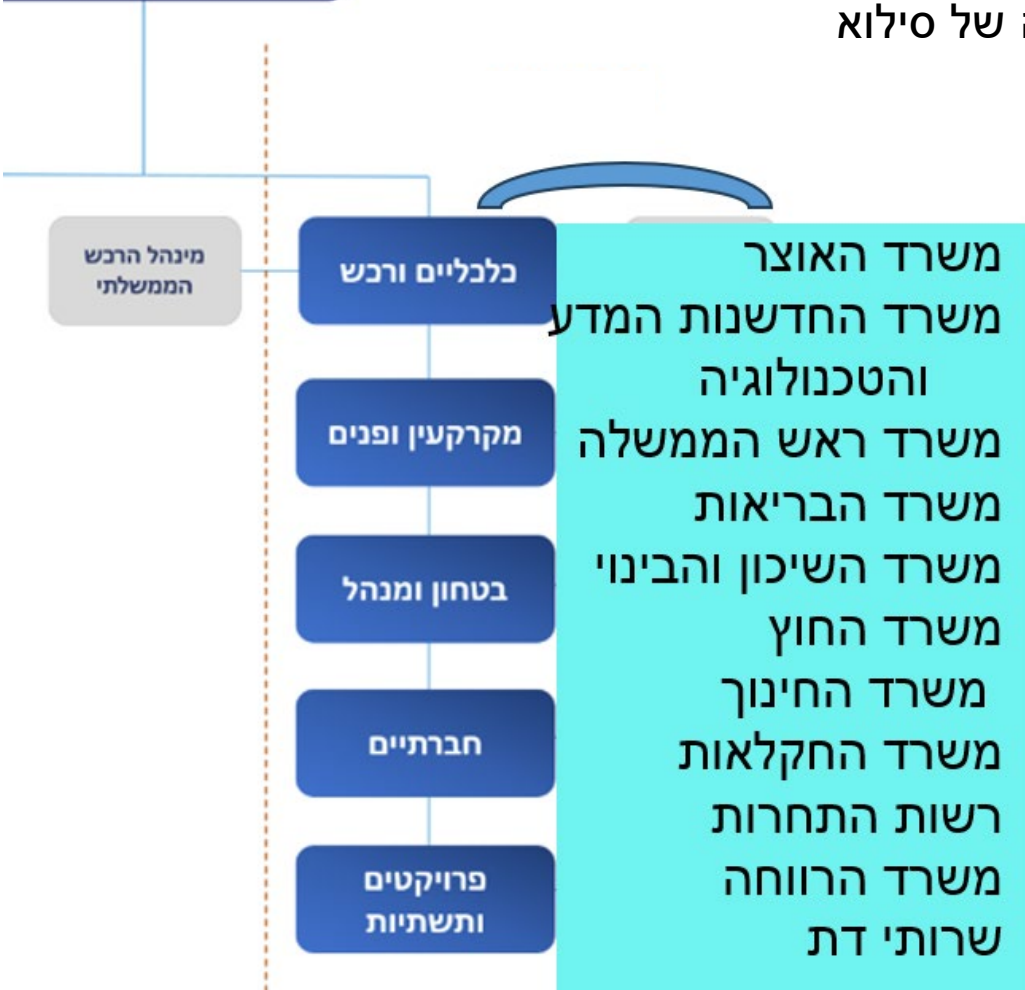 ה של סילוא
מינהל הרכש
הממשלתי
כלכליים ורכש
מקרקעין ופנים
בטחון ומנהל
חברתיים
פרויקטים
ותשתיות
משרד האוצר
משרד החדשנות המדע
והטכנולוגיה
משרד ראש הממשלה
משרד הבריאות
משרד השיכון והבינוי
משרד החוץ
משרד החינוך
משרד החקלאות
רשות התחרות
משרד הרווחה
שרותי דת